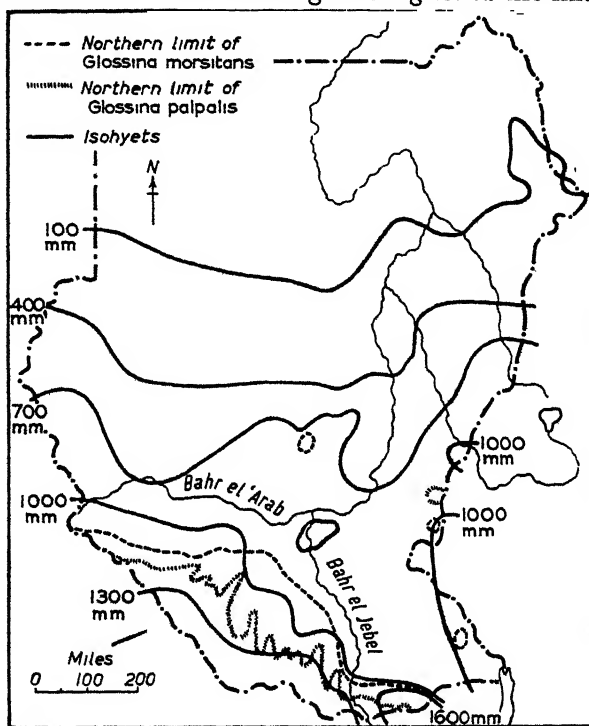 Northern limit of
Glossina morsitans
Northern limit of
Glossina palpalis
Isohyets
N
100
mm
400
mm
700
mm
1000
mm
Bahr el 'Arab
1000
mm
1000
mm
Bahr el Jebel
1300
mm
Miles
0 100 200
1600mm